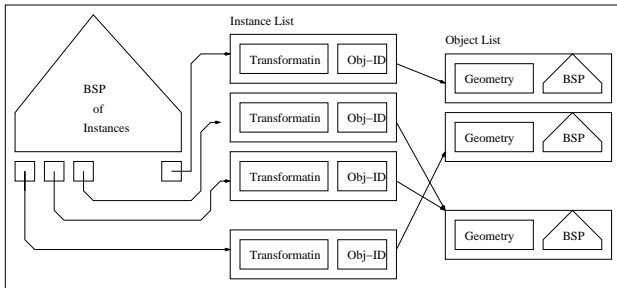 Instance List
Object List
BSP
of
Instances
Transformatin
Obj−ID
Geometry
BSP
Transformatin
Obj−ID
Geometry
BSP
Transformatin
Obj−ID
Geometry
BSP
Transformatin
Obj−ID